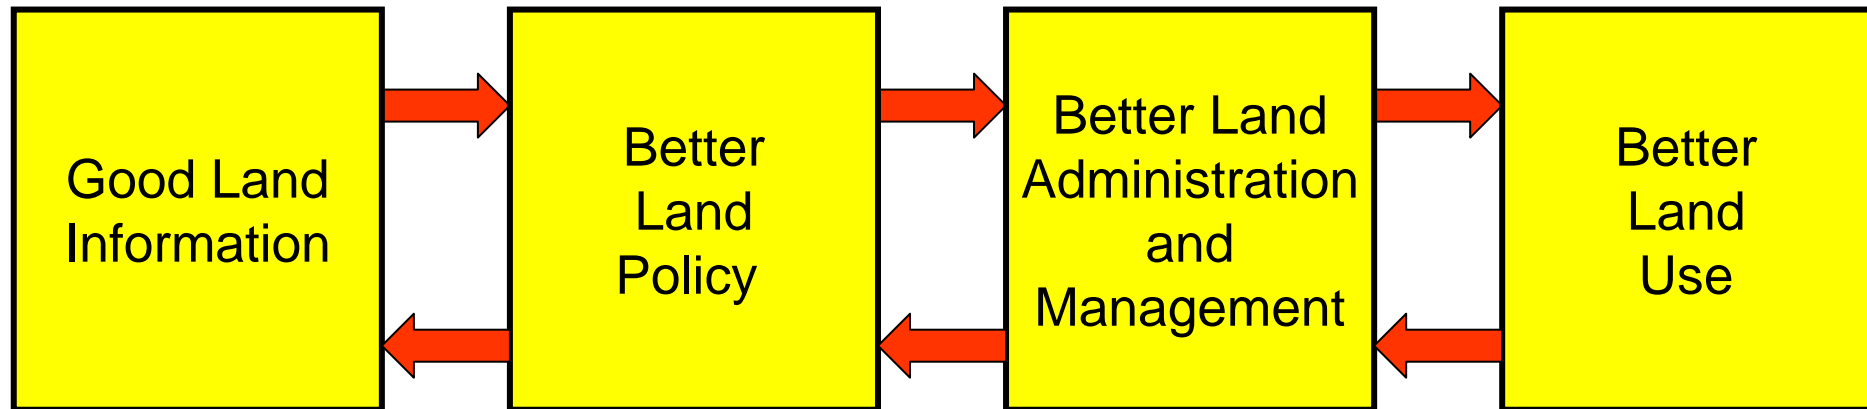 Good Land
Information
Better
Land
Policy
Better Land
Administration
and
Management
Better
Land
Use